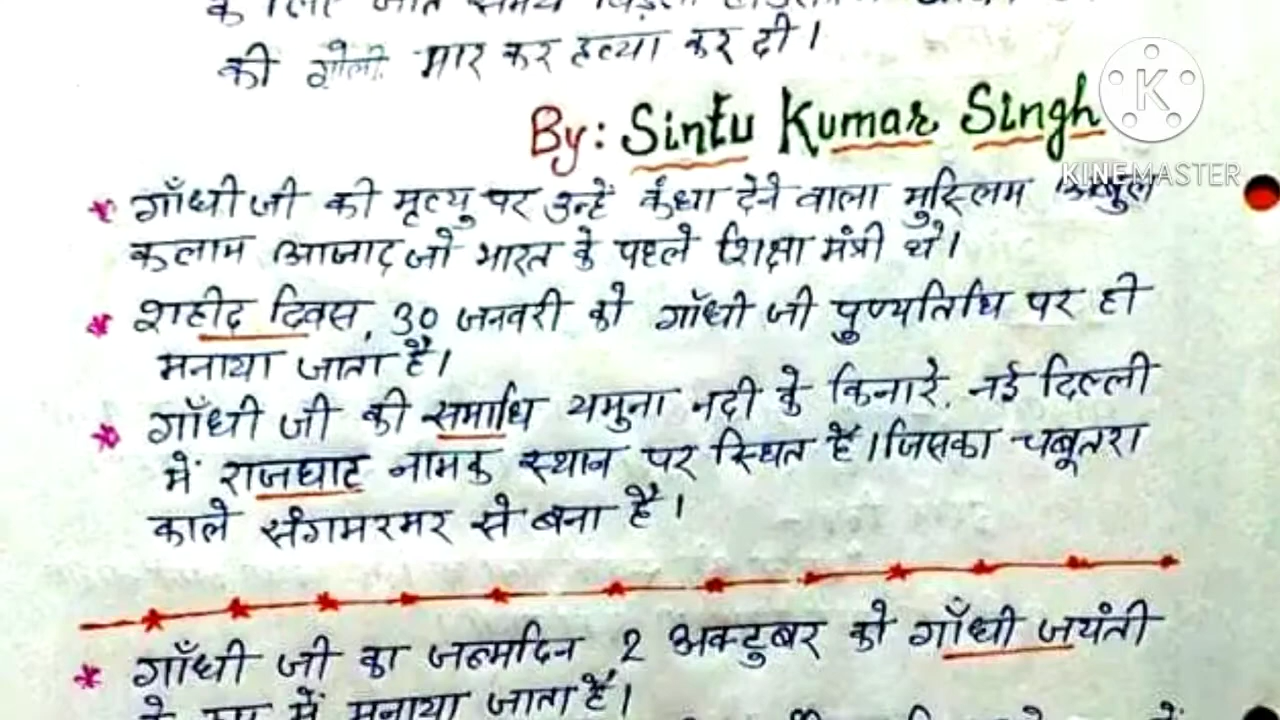 के लिए जाते समय
की गोली मार कर हत्या कर दी।
By: Sintu Kumar Singh
K
KINEMASTER
* गाँधी जी की मृत्यु पर उन्हें कंधा देने वाला मुस्लिम अब्दुल
कलाम आजाद जो भारत के पहले शिक्षा मंत्री थे।
* शहीद दिवस, 30 जनवरी को गाँधी जी पुण्यतिथि पर ही
मनाया जाता है।
* गाँधी जी की समाधि यमुना नदी के किनारे, नई दिल्ली
में राजघाट नामक स्थान पर स्थित है। जिसका चबूतरा
काले संगमरमर से बना है।
* गाँधी जी का जन्मदिन 2 अक्टुबर को गाँधी जयंती
के रूप में मनाया जाता है।